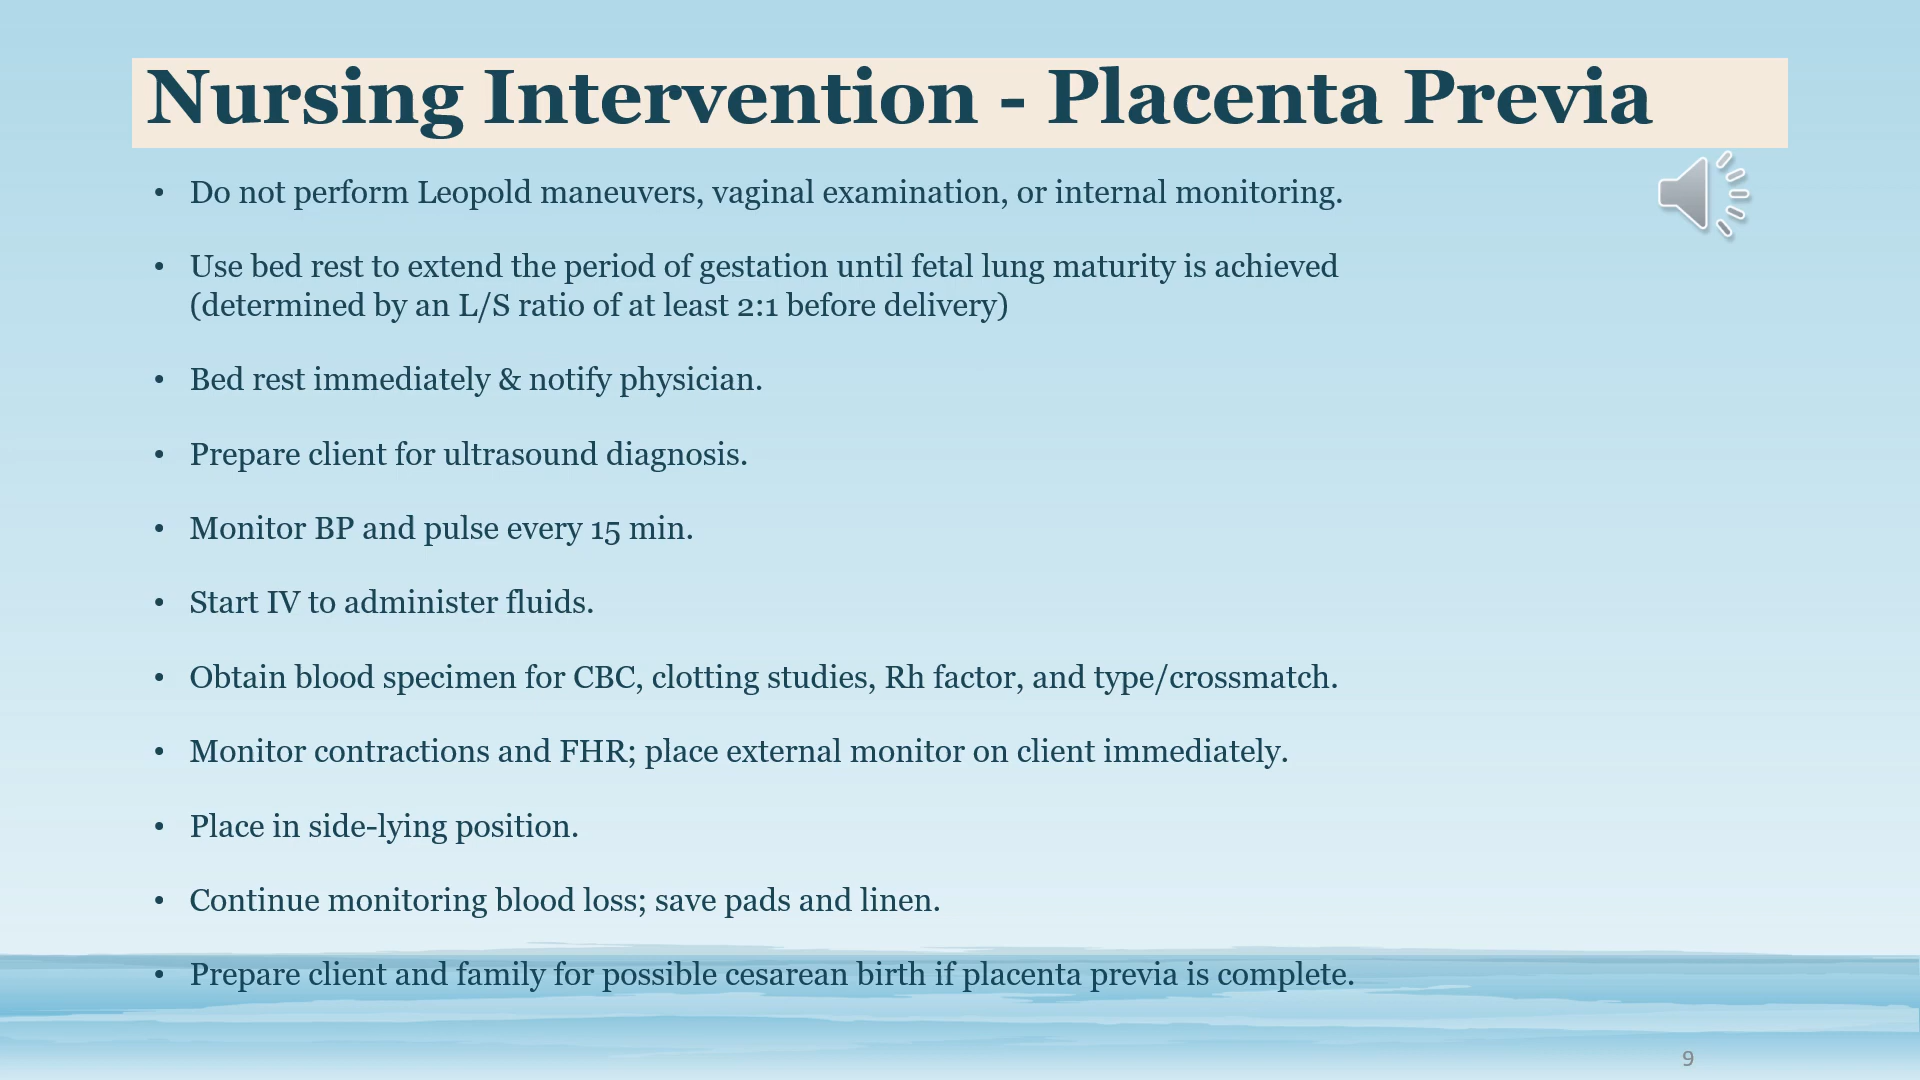 Nursing Intervention - Placenta Previa
• Do not perform Leopold maneuvers, vaginal examination, or internal monitoring.
• Use bed rest to extend the period of gestation until fetal lung maturity is achieved
(determined by an L/S ratio of at least 2:1 before delivery)
• Bed rest immediately & notify physician.
• Prepare client for ultrasound diagnosis.
• Monitor BP and pulse every 15 min.
• Start IV to administer fluids.
• Obtain blood specimen for CBC, clotting studies, Rh factor, and type/crossmatch.
• Monitor contractions and FHR; place external monitor on client immediately.
• Place in side-lying position.
• Continue monitoring blood loss; save pads and linen.
• Prepare client and family for possible cesarean birth if placenta previa is complete.
9